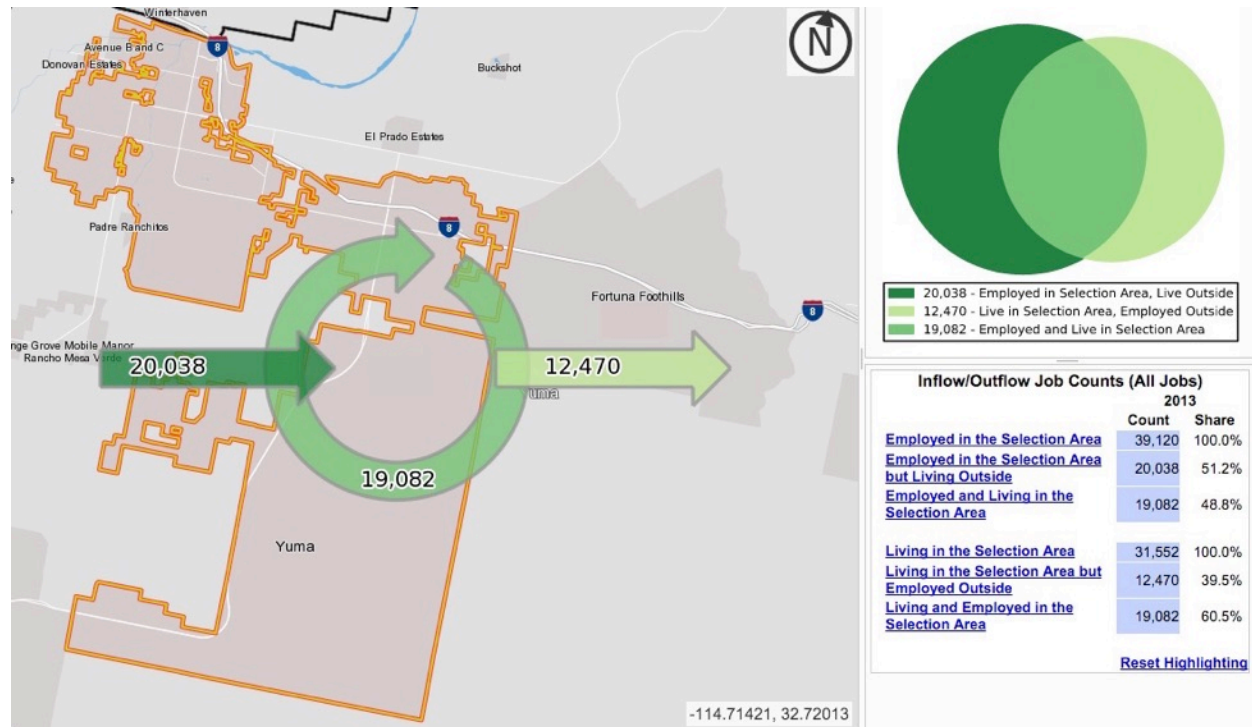 Winterhaven
8
Avenue B and C
Donovan Estates
Buckshot
N
El Prado Estates
Padre Ranchitos
8
Fortuna Foothills
8
nge Grove Mobile Manor
Rancho Mesa Verde
20,038
12,470
uma
19,082
Yuma
-114.71421, 32.72013
20,038 - Employed in Selection Area, Live Outside
12,470 - Live in Selection Area, Employed Outside
19,082 - Employed and Live in Selection Area
Inflow/Outflow Job Counts (All Jobs)
2013
Count Share
Employed in the Selection Area 39,120 100.0%
Employed in the Selection Area
but Living Outside 20,038 51.2%
Employed and Living in the
Selection Area 19,082 48.8%
Living in the Selection Area 31,552 100.0%
Living in the Selection Area but
Employed Outside 12,470 39.5%
Living and Employed in the
Selection Area 19,082 60.5%
Reset Highlighting